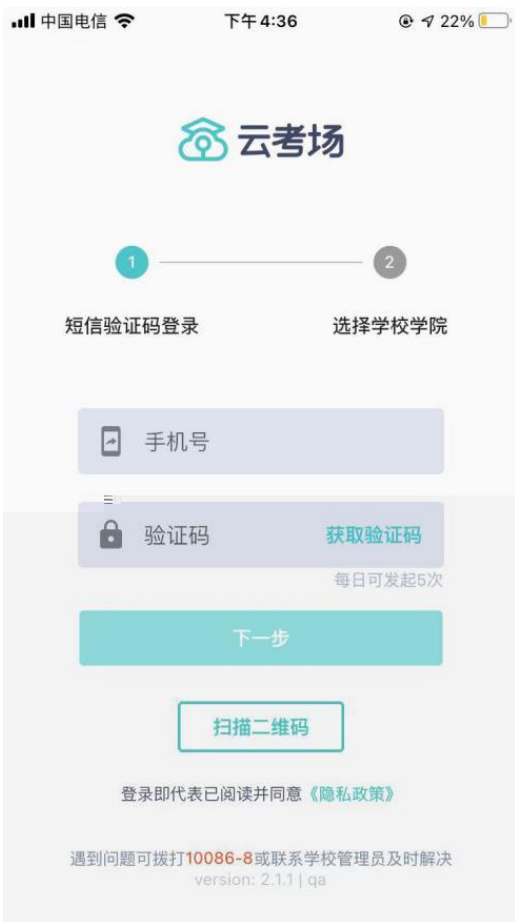 中国电信 下午4:36 22%
云考场
1 2
短信验证码登录 选择学校学院
手机号
验证码 获取验证码
每日可发起5次
下一步
扫描二维码
登录即代表已阅读并同意《隐私政策》
遇到问题可拨打10086-8或联系学校管理员及时解决
version: 2.1.1 | qa